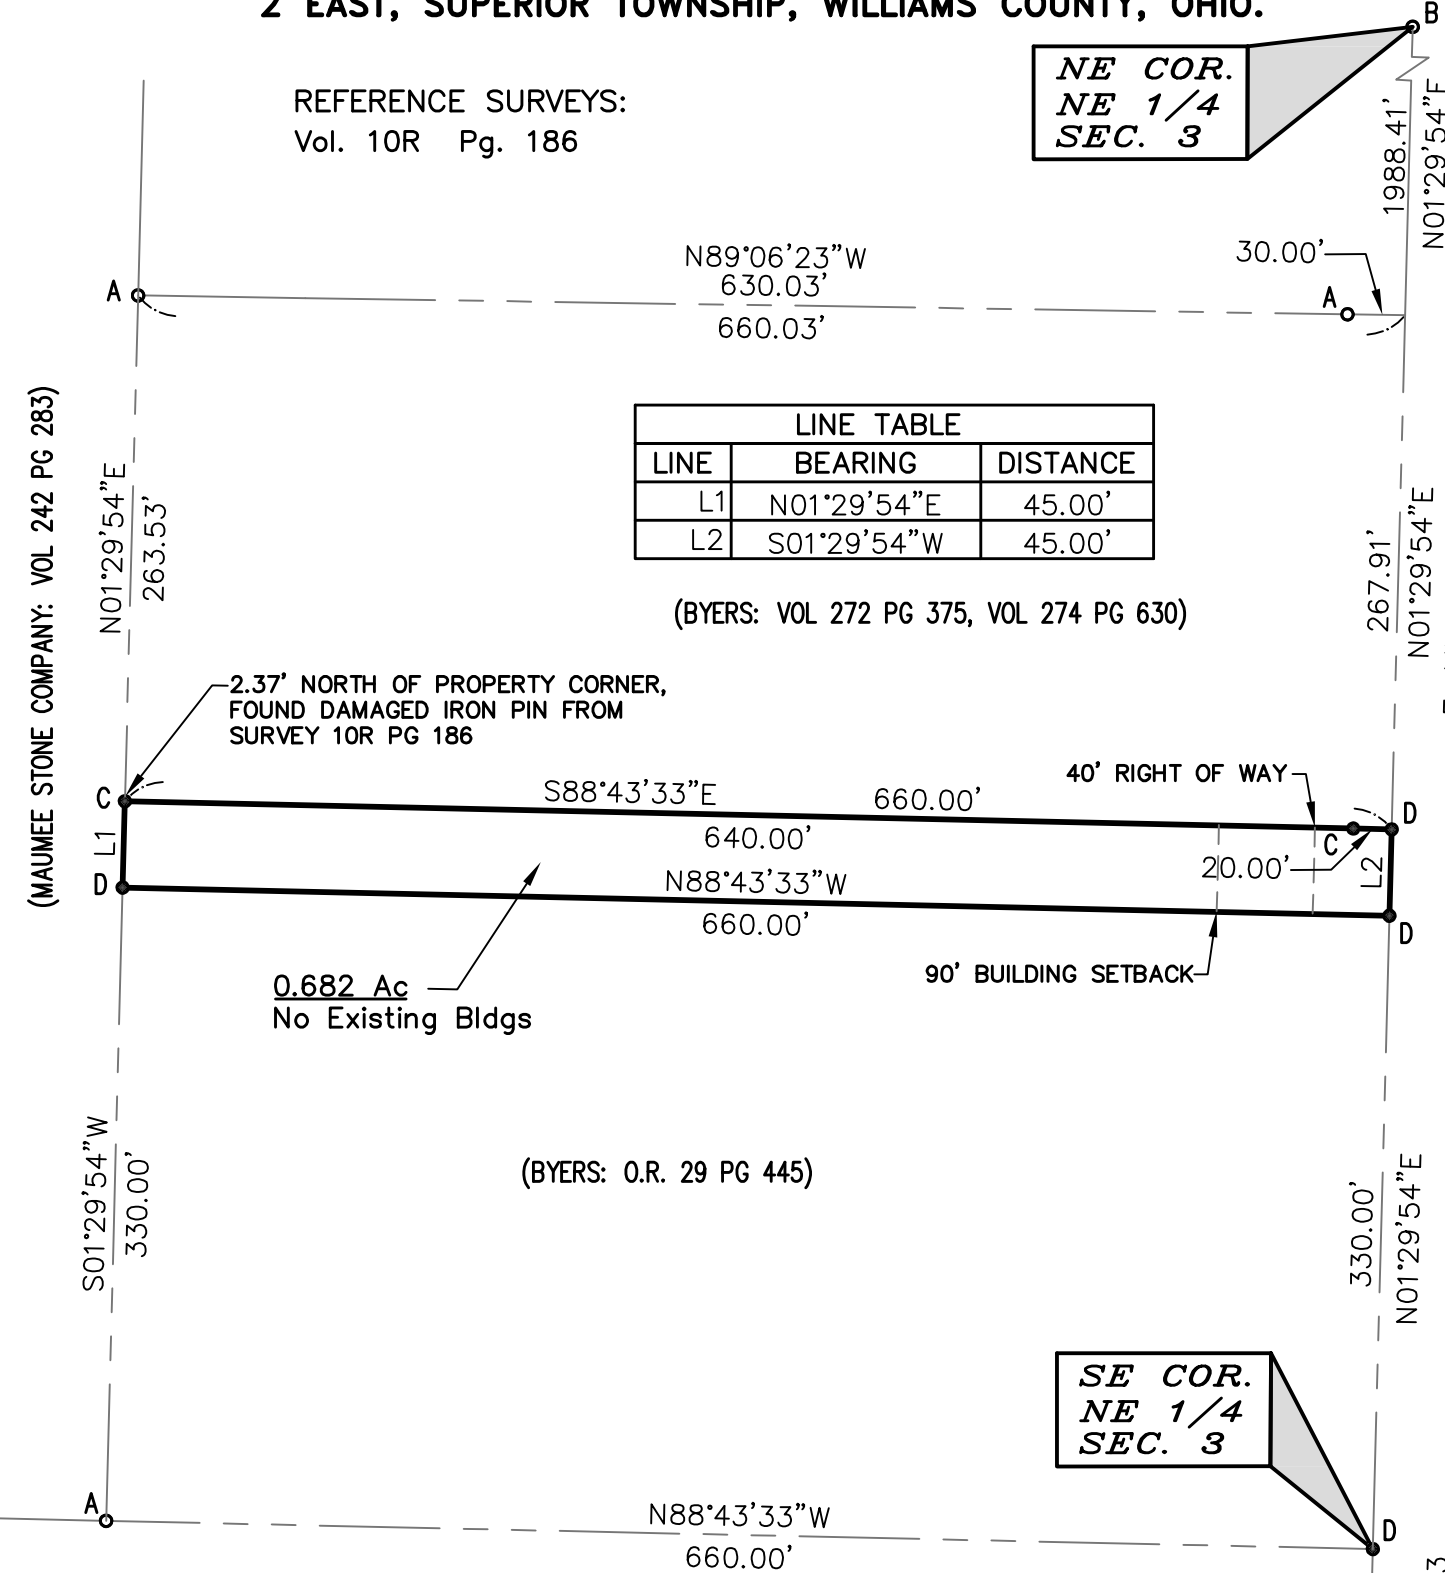 2 EAST, SUPERIOR TOWNSHIP, WILLIAMS COUNTY, OHIO.
B
NE COR.
NE 1/4
SEC. 3
REFERENCE SURVEYS:
Vol. 10R Pg. 186
1988.41'
N01°29'54"E
N89°06'23"W
630.03'
660.03'
30.00'
A
A
LINE TABLE
LINE BEARING DISTANCE
L1 N01°29'54"E 45.00'
L2 S01°29'54"W 45.00'
(MAUMEE STONE COMPANY: VOL 242 PG 283)
N01°29'54"E
263.53'
267.91'
N01°29'54"E
(BYERS: VOL 272 PG 375, VOL 274 PG 630)
2.37' NORTH OF PROPERTY CORNER,
FOUND DAMAGED IRON PIN FROM
SURVEY 10R PG 186
40' RIGHT OF WAY
C
S88°43'33"E 660.00'
D
640.00'
C
L1
20.00'
L2
D
N88°43'33"W
660.00'
D
90' BUILDING SETBACK
0.682 Ac
No Existing Bldgs
S01°29'54"W
330.00'
(BYERS: O.R. 29 PG 445)
330.00'
N01°29'54"E
SE COR.
NE 1/4
SEC. 3
A
N88°43'33"W
660.00'
D